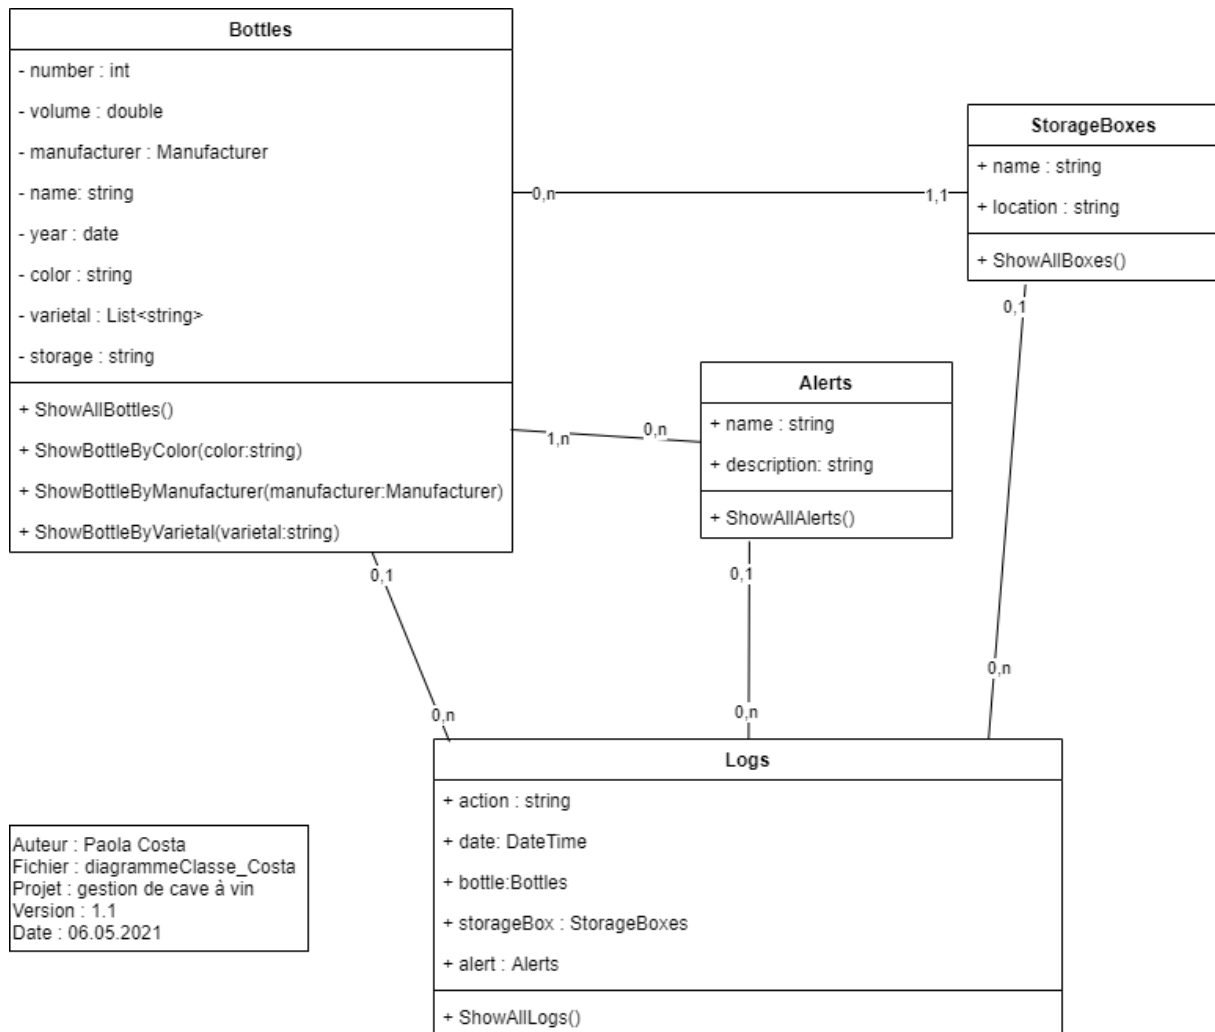 Bottles
- number : int
- volume : double
- manufacturer : Manufacturer
- name: string
- year : date
- color : string
- varietal : List<string>
- storage : string
+ ShowAllBottles()
+ ShowBottleByColor(color:string)
+ ShowBottleByManufacturer(manufacturer:Manufacturer)
+ ShowBottleByVarietal(varietal:string)
0,n
1,1
StorageBoxes
+ name : string
+ location : string
+ ShowAllBoxes()
0,1
0,n
1,n
0,n
Alerts
+ name : string
+ description: string
+ ShowAllAlerts()
0,1
0,n
0,1
0,n
Logs
+ action : string
+ date: DateTime
+ bottle:Bottles
+ storageBox : StorageBoxes
+ alert : Alerts
+ ShowAllLogs()
Auteur : Paola Costa
Fichier : diagrammeClasse_Costa
Projet : gestion de cave à vin
Version : 1.1
Date : 06.05.2021